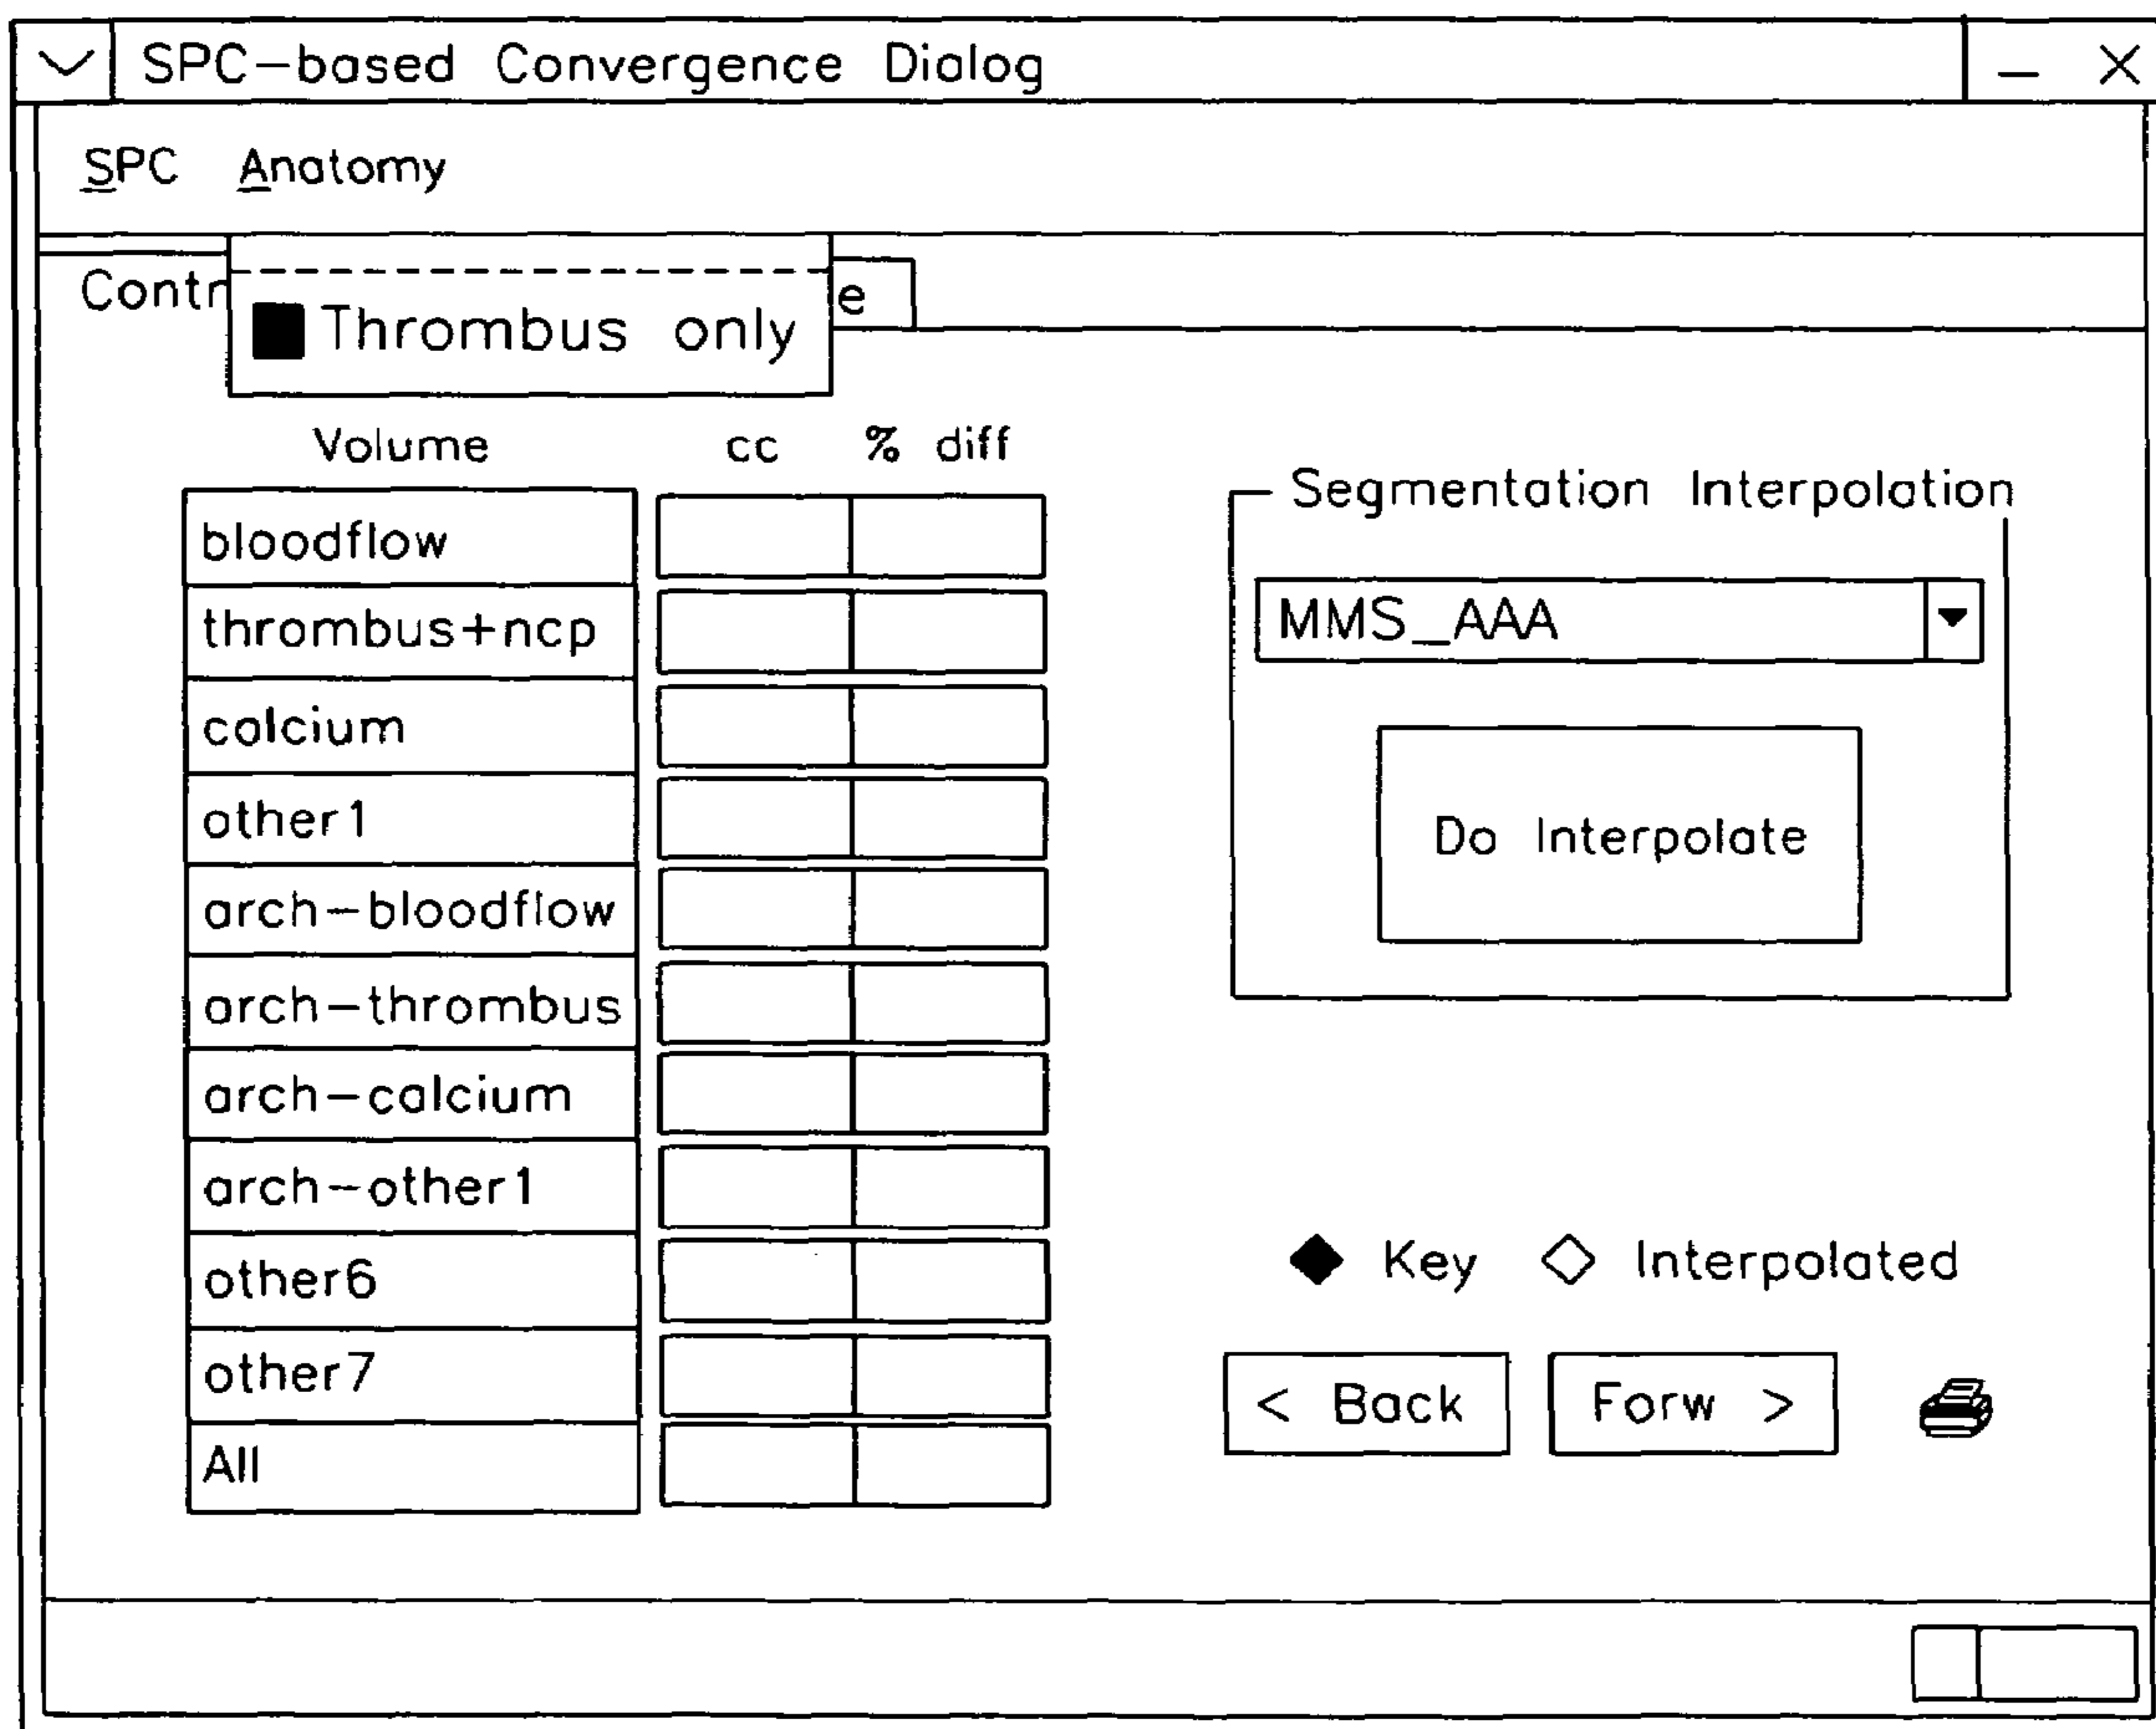 SPC-based Convergence Dialog
SPC Anatomy
Contr
e
Thrombus only
Volume cc % diff
bloodflow
thrombus+ncp
calcium
other1
arch-bloodflow
arch-thrombus
arch-calcium
arch-other1
other6
other7
All
Segmentation Interpolation
MMS_AAA
Do Interpolate
Key Interpolated
< Back Forw >